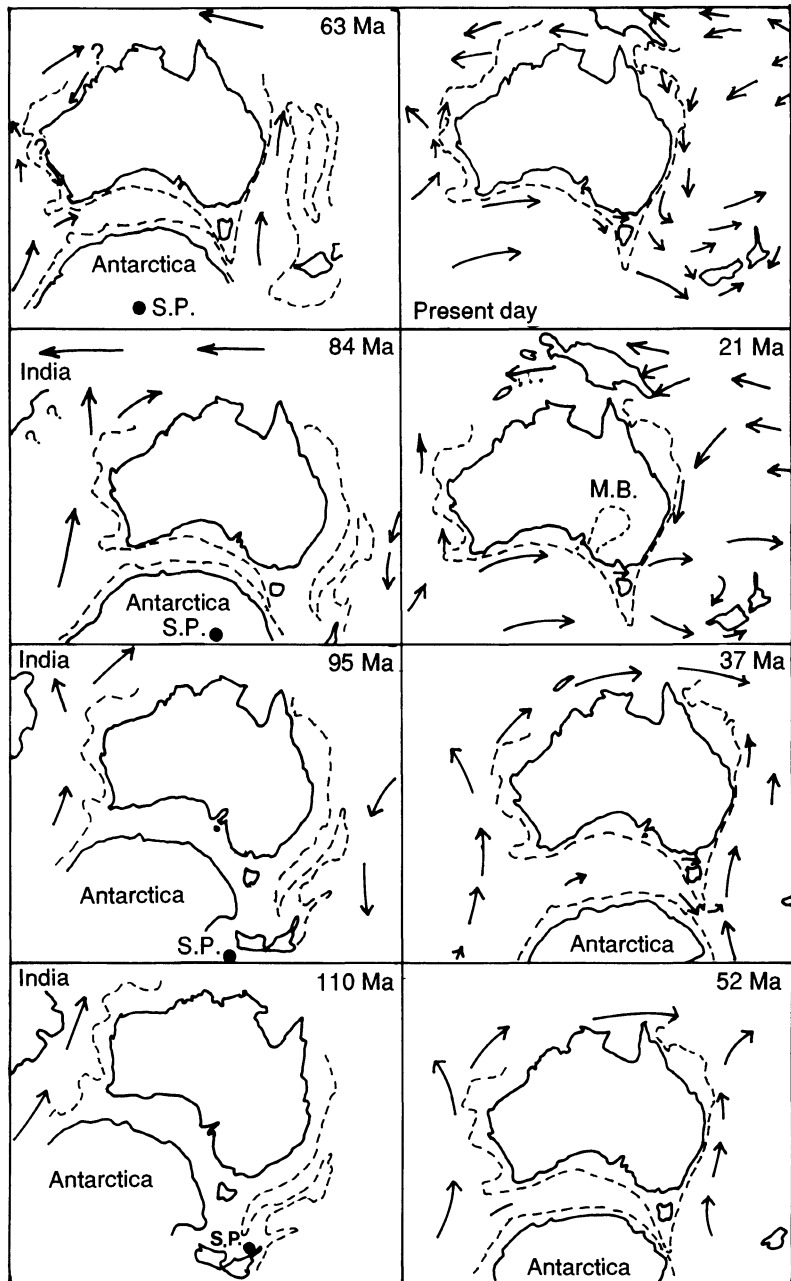 63 Ma
?
?
Antarctica
S.P.
Present day
84 Ma
India
?
?
Antarctica
S.P.
21 Ma
M.B.
India
95 Ma
Antarctica
S.P.
37 Ma
Antarctica
India
110 Ma
Antarctica
S.P.
52 Ma
Antarctica